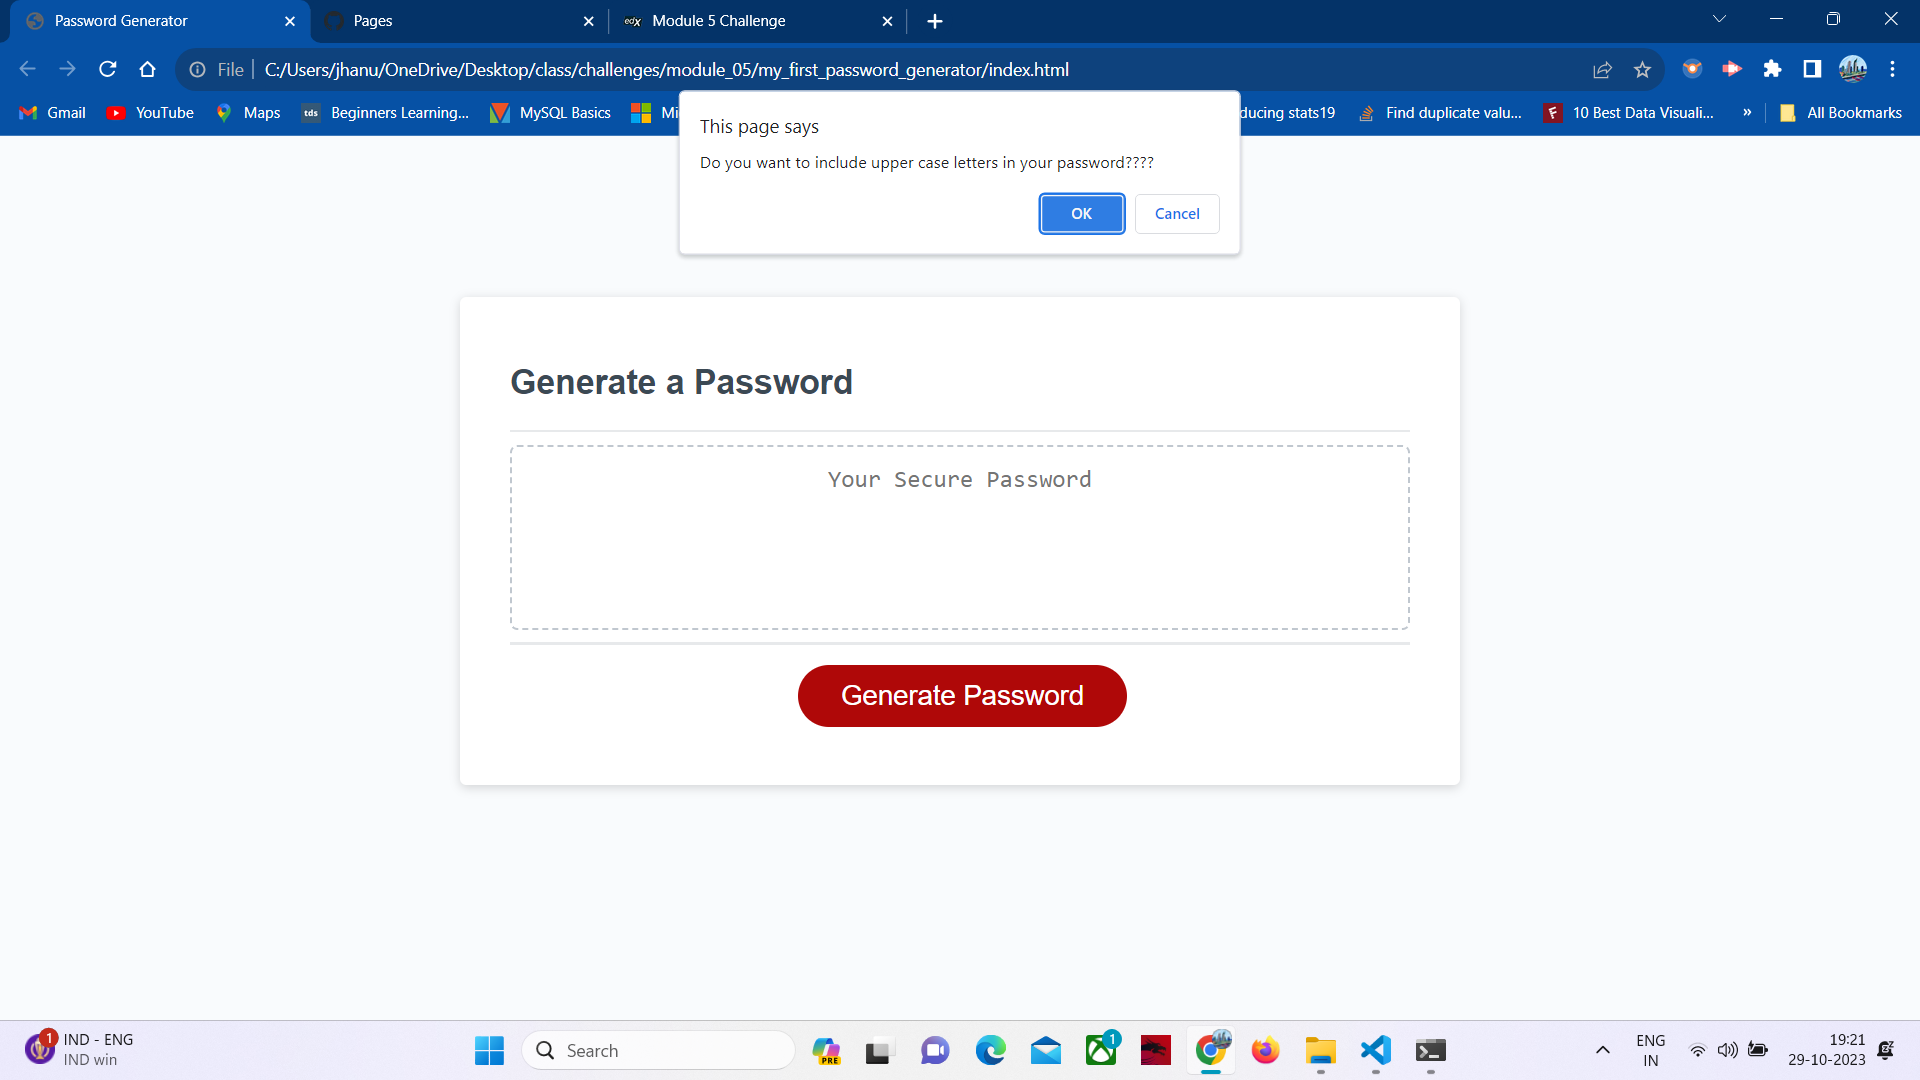 Password Generator
Pages
edX Module 5 Challenge
File C:/Users/jhanu/OneDrive/Desktop/class/challenges/module_05/my_first_password_generator/index.html
Gmail YouTube Maps tds Beginners Learning... MySQL Basics Mi ducing stats19 Find duplicate valu... F 10 Best Data Visuali... » All Bookmarks
This page says
Do you want to include upper case letters in your password????
OK Cancel
Generate a Password
Your Secure Password
Generate Password
1 IND - ENG
IND win
Search
PRE
1
ENG
IN
19:21
29-10-2023